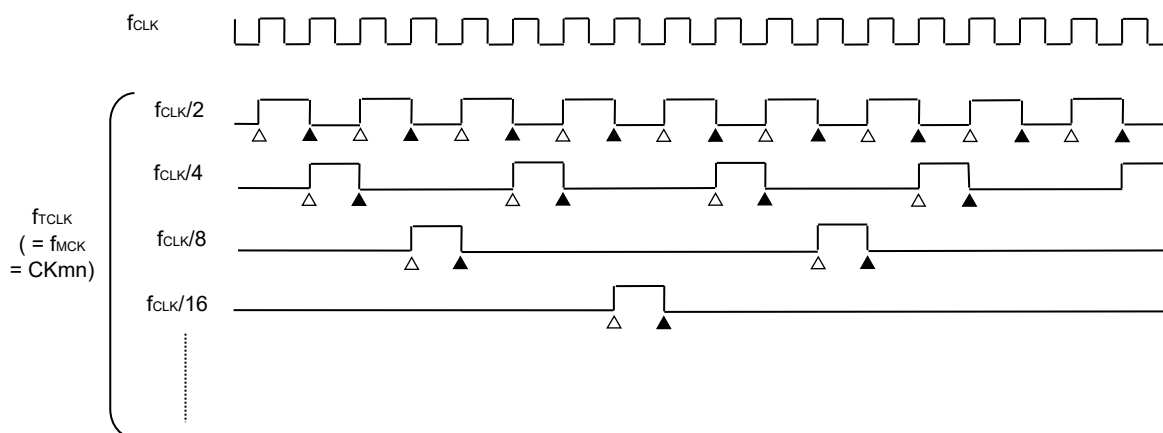 fCLK
fCLK/2
fCLK/4
fTCLK
( = fMCK
= CKmn)
fCLK/8
fCLK/16